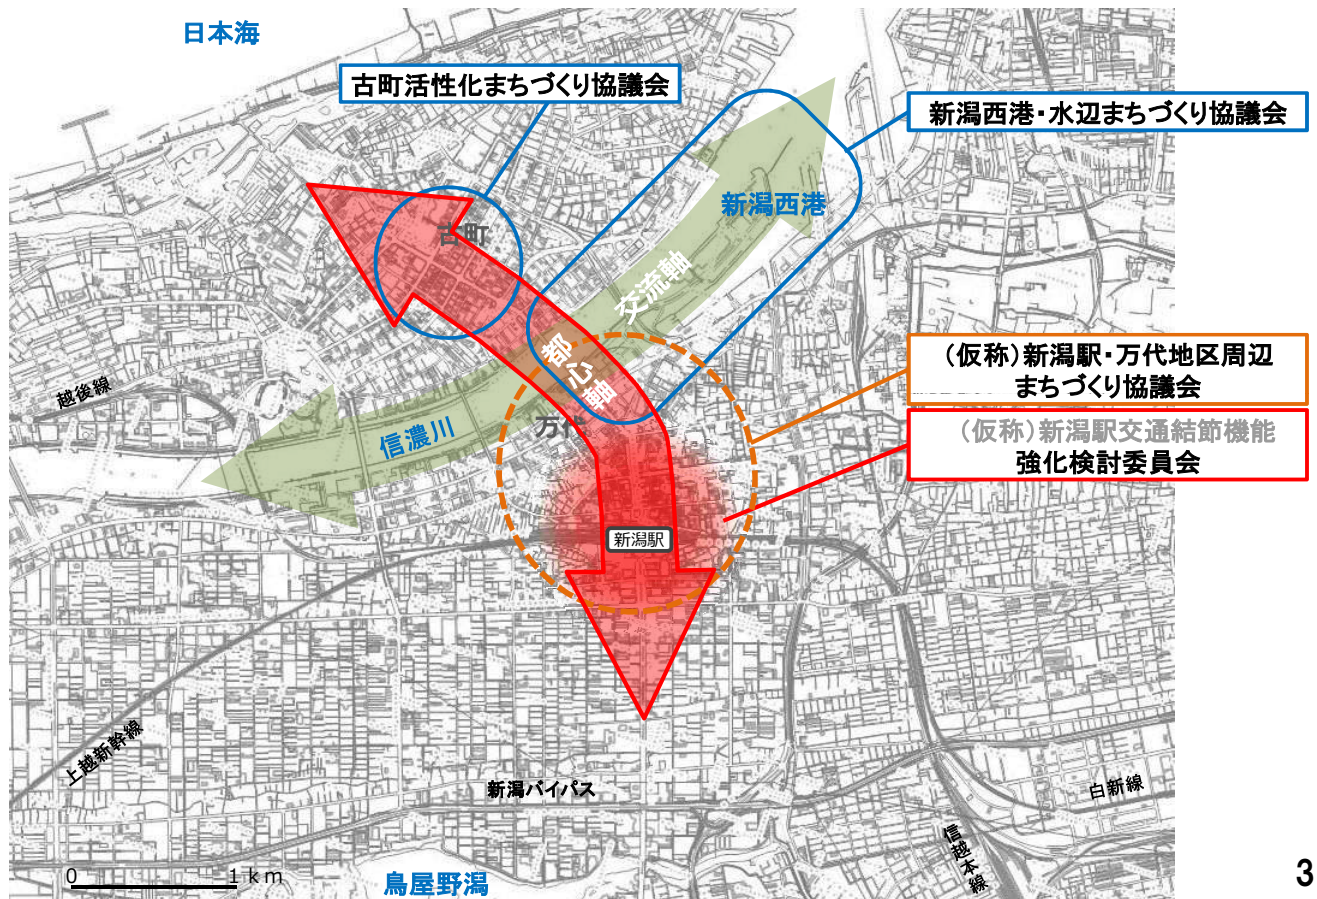 日本海
古町活性化まちづくり協議会
新潟西港・水辺まちづくり協議会
新潟西港
古町
交流軸
都心軸
（仮称）新潟駅・万代地区周辺
まちづくり協議会
（仮称）新潟駅交通結節機能
強化検討委員会
越後線
信濃川
万代
新潟駅
上越新幹線
新潟バイパス
白新線
信越本線
鳥屋野潟
0 1km
3